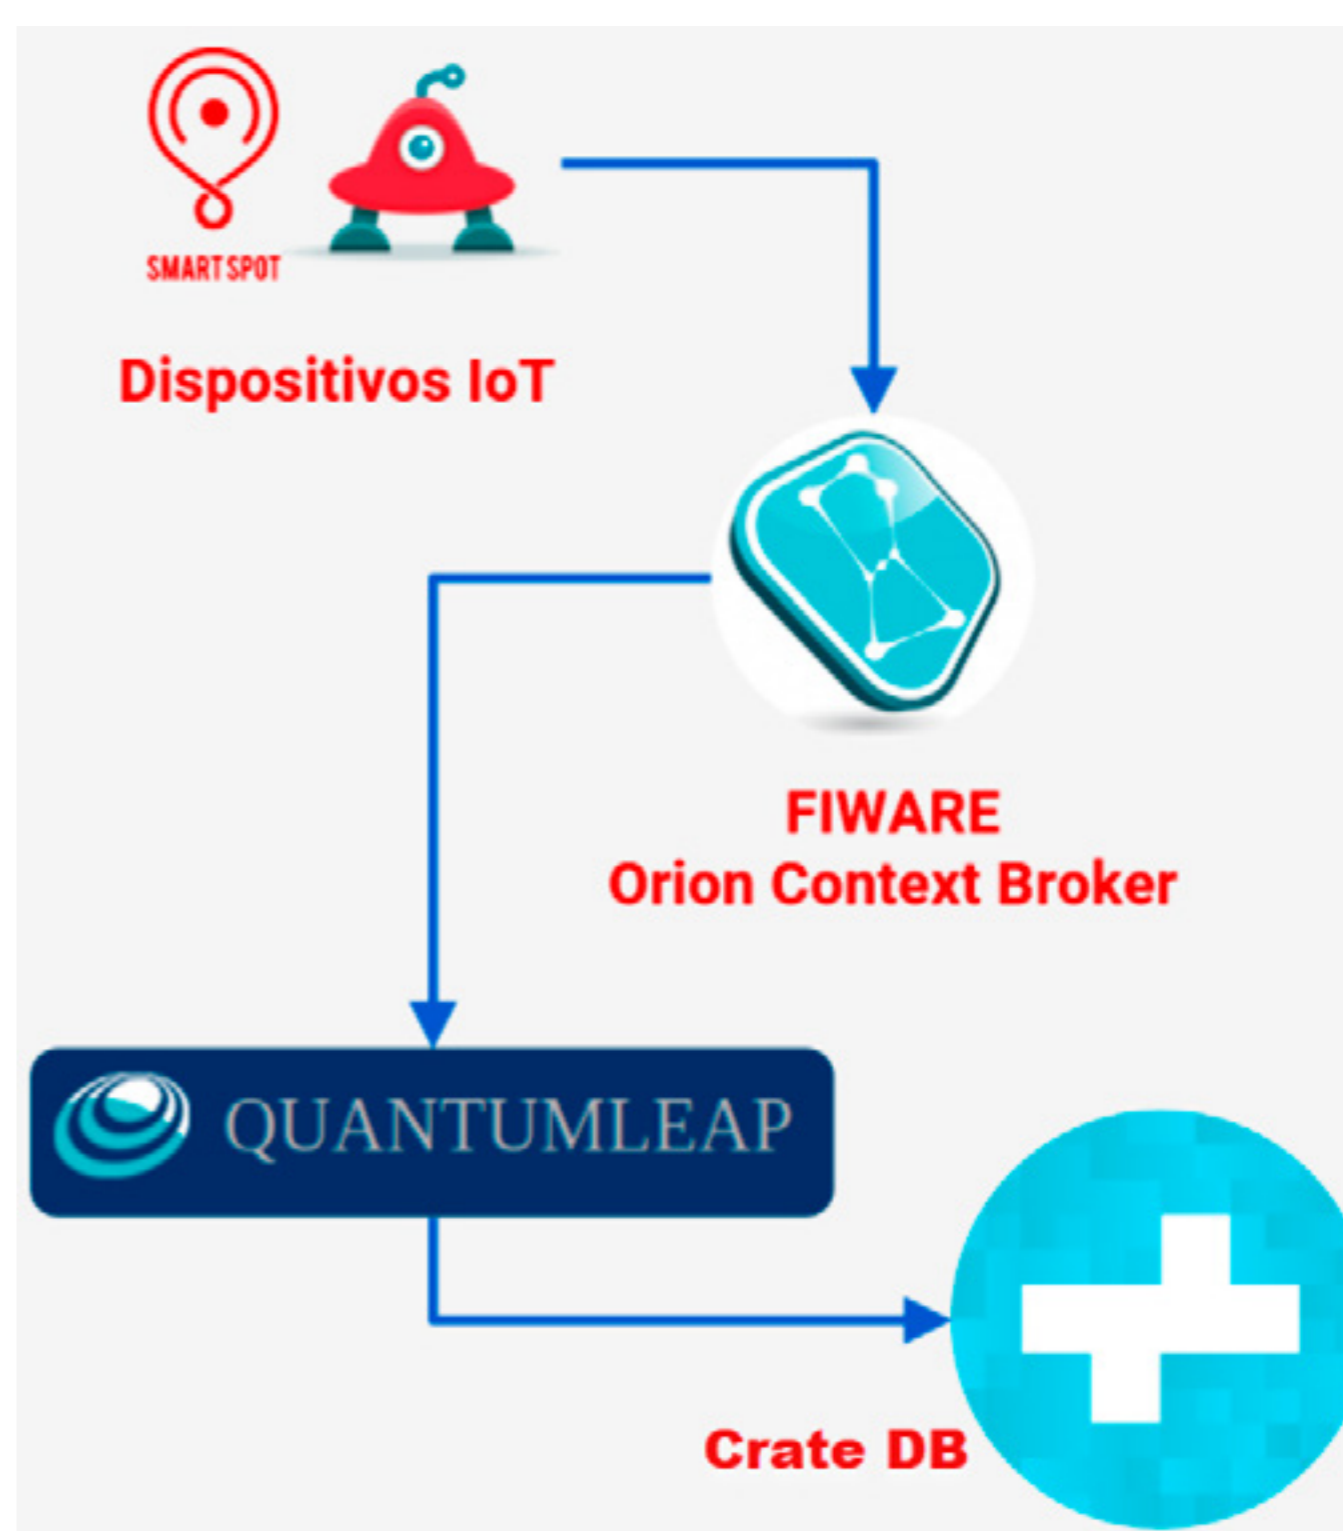 SMART SPOT
Dispositivos IoT
FIWARE
Orion Context Broker
QUANTUMLEAP
Crate DB